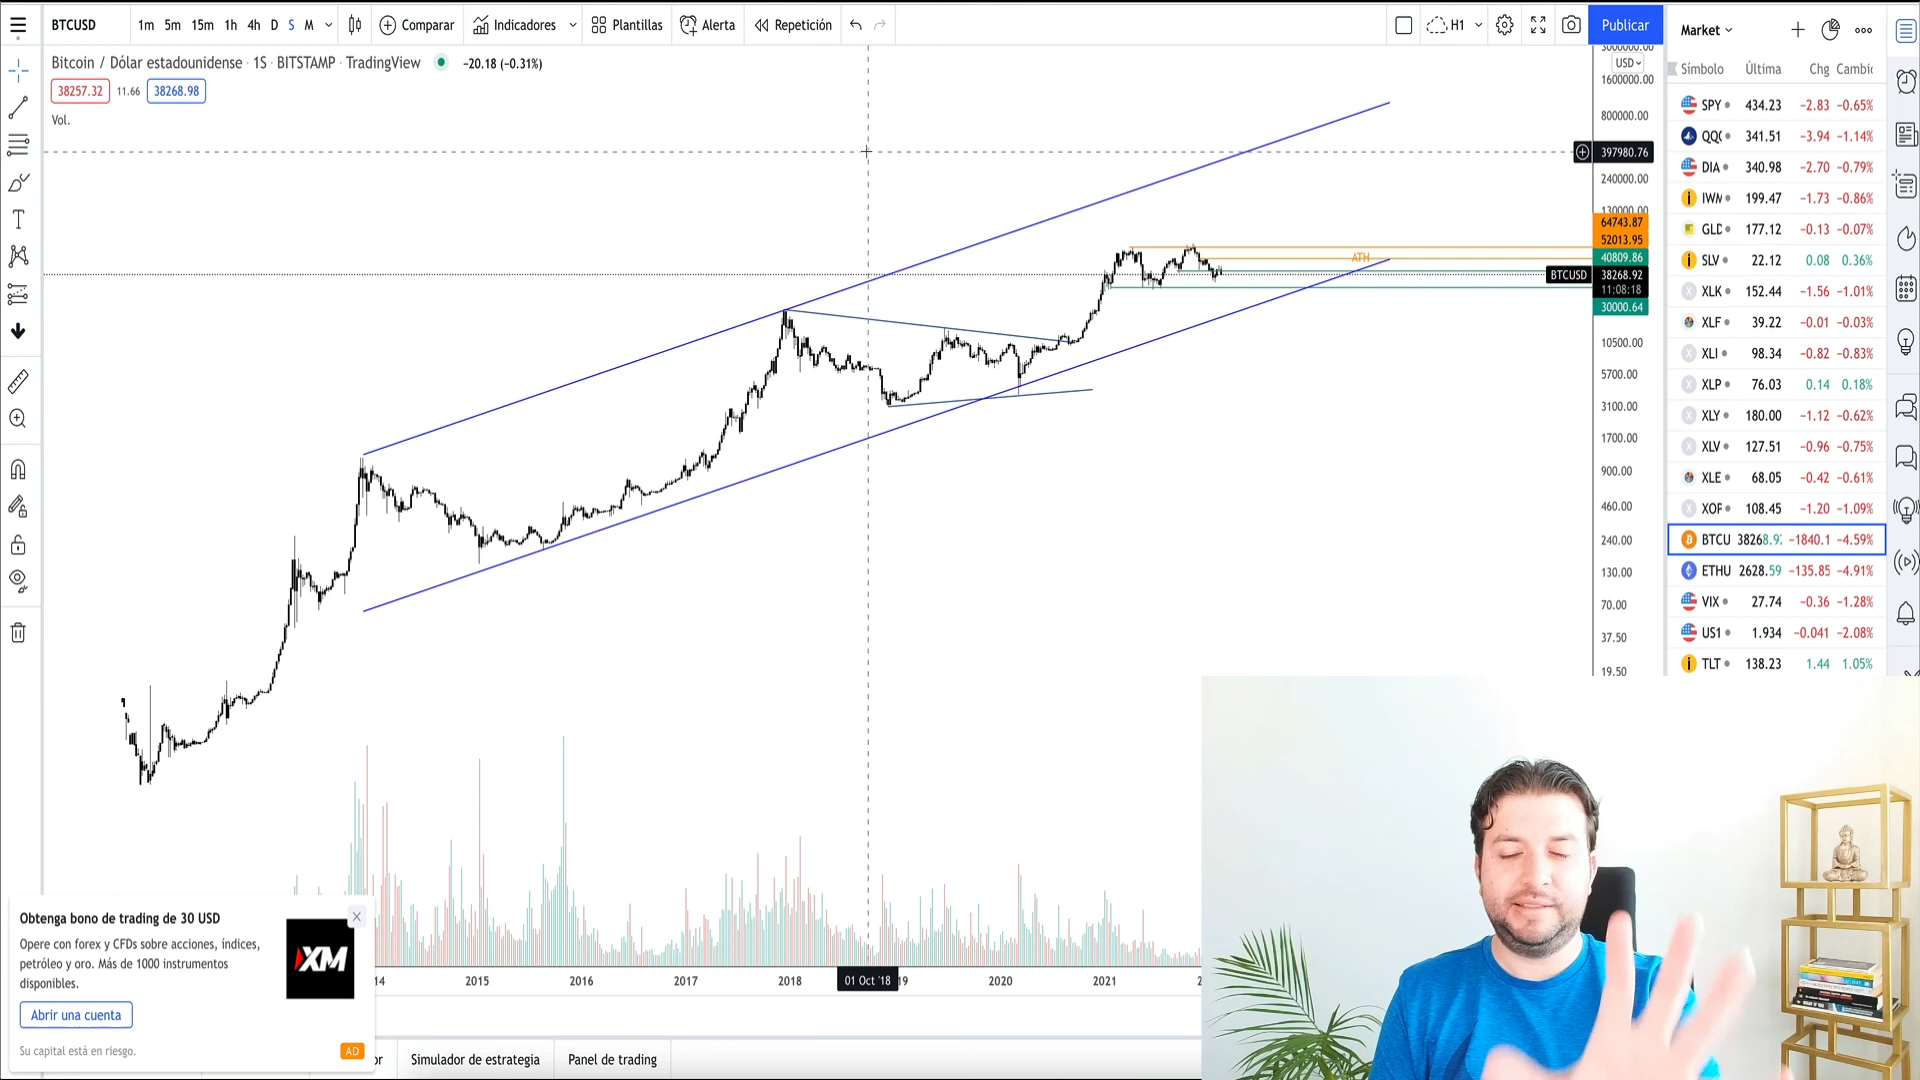 BTCUSD 1m 5m 15m 1h 4h D S M Comparar Indicadores Plantillas Alerta Repetición H1 Publicar
Bitcoin / Dólar estadounidense · 1S · BITSTAMP · TradingView −20.18 (−0.31%)
38257.32 11.66 38268.98
Vol.
USD
1600000.00
800000.00
397980.76
240000.00
130000.00
64743.87
52013.95
40809.86
BTCUSD 38268.92
11:08:18
30000.64
10500.00
5700.00
3100.00
1700.00
900.00
460.00
240.00
130.00
70.00
37.50
19.50
ATH
Market
Símbolo Última Chg Cambic
SPY 434.23 −2.83 −0.65%
QQC 341.51 −3.94 −1.14%
DIA 340.98 −2.70 −0.79%
IWM 199.47 −1.73 −0.86%
GLD 177.12 −0.13 −0.07%
SLV 22.12 0.08 0.36%
XLK 152.44 −1.56 −1.01%
XLF 39.22 −0.01 −0.03%
XLI 98.34 −0.82 −0.83%
XLP 76.03 0.14 0.18%
XLY 180.00 −1.12 −0.62%
XLV 127.51 −0.96 −0.75%
XLE 68.05 −0.42 −0.61%
XOF 108.45 −1.20 −1.09%
BTCU 38268.9 −1840.1 −4.59%
ETHU 2628.59 −135.85 −4.91%
VIX 27.74 −0.36 −1.28%
US1 1.934 −0.041 −2.08%
TLT 138.23 1.44 1.05%
14 2015 2016 2017 2018 01 Oct '18 19 2020 2021
Obtenga bono de trading de 30 USD
Opere con forex y CFDs sobre acciones, índices,
petróleo y oro. Más de 1000 instrumentos
disponibles.
XM
Abrir una cuenta
Su capital está en riesgo.
AD
or Simulador de estrategia Panel de trading